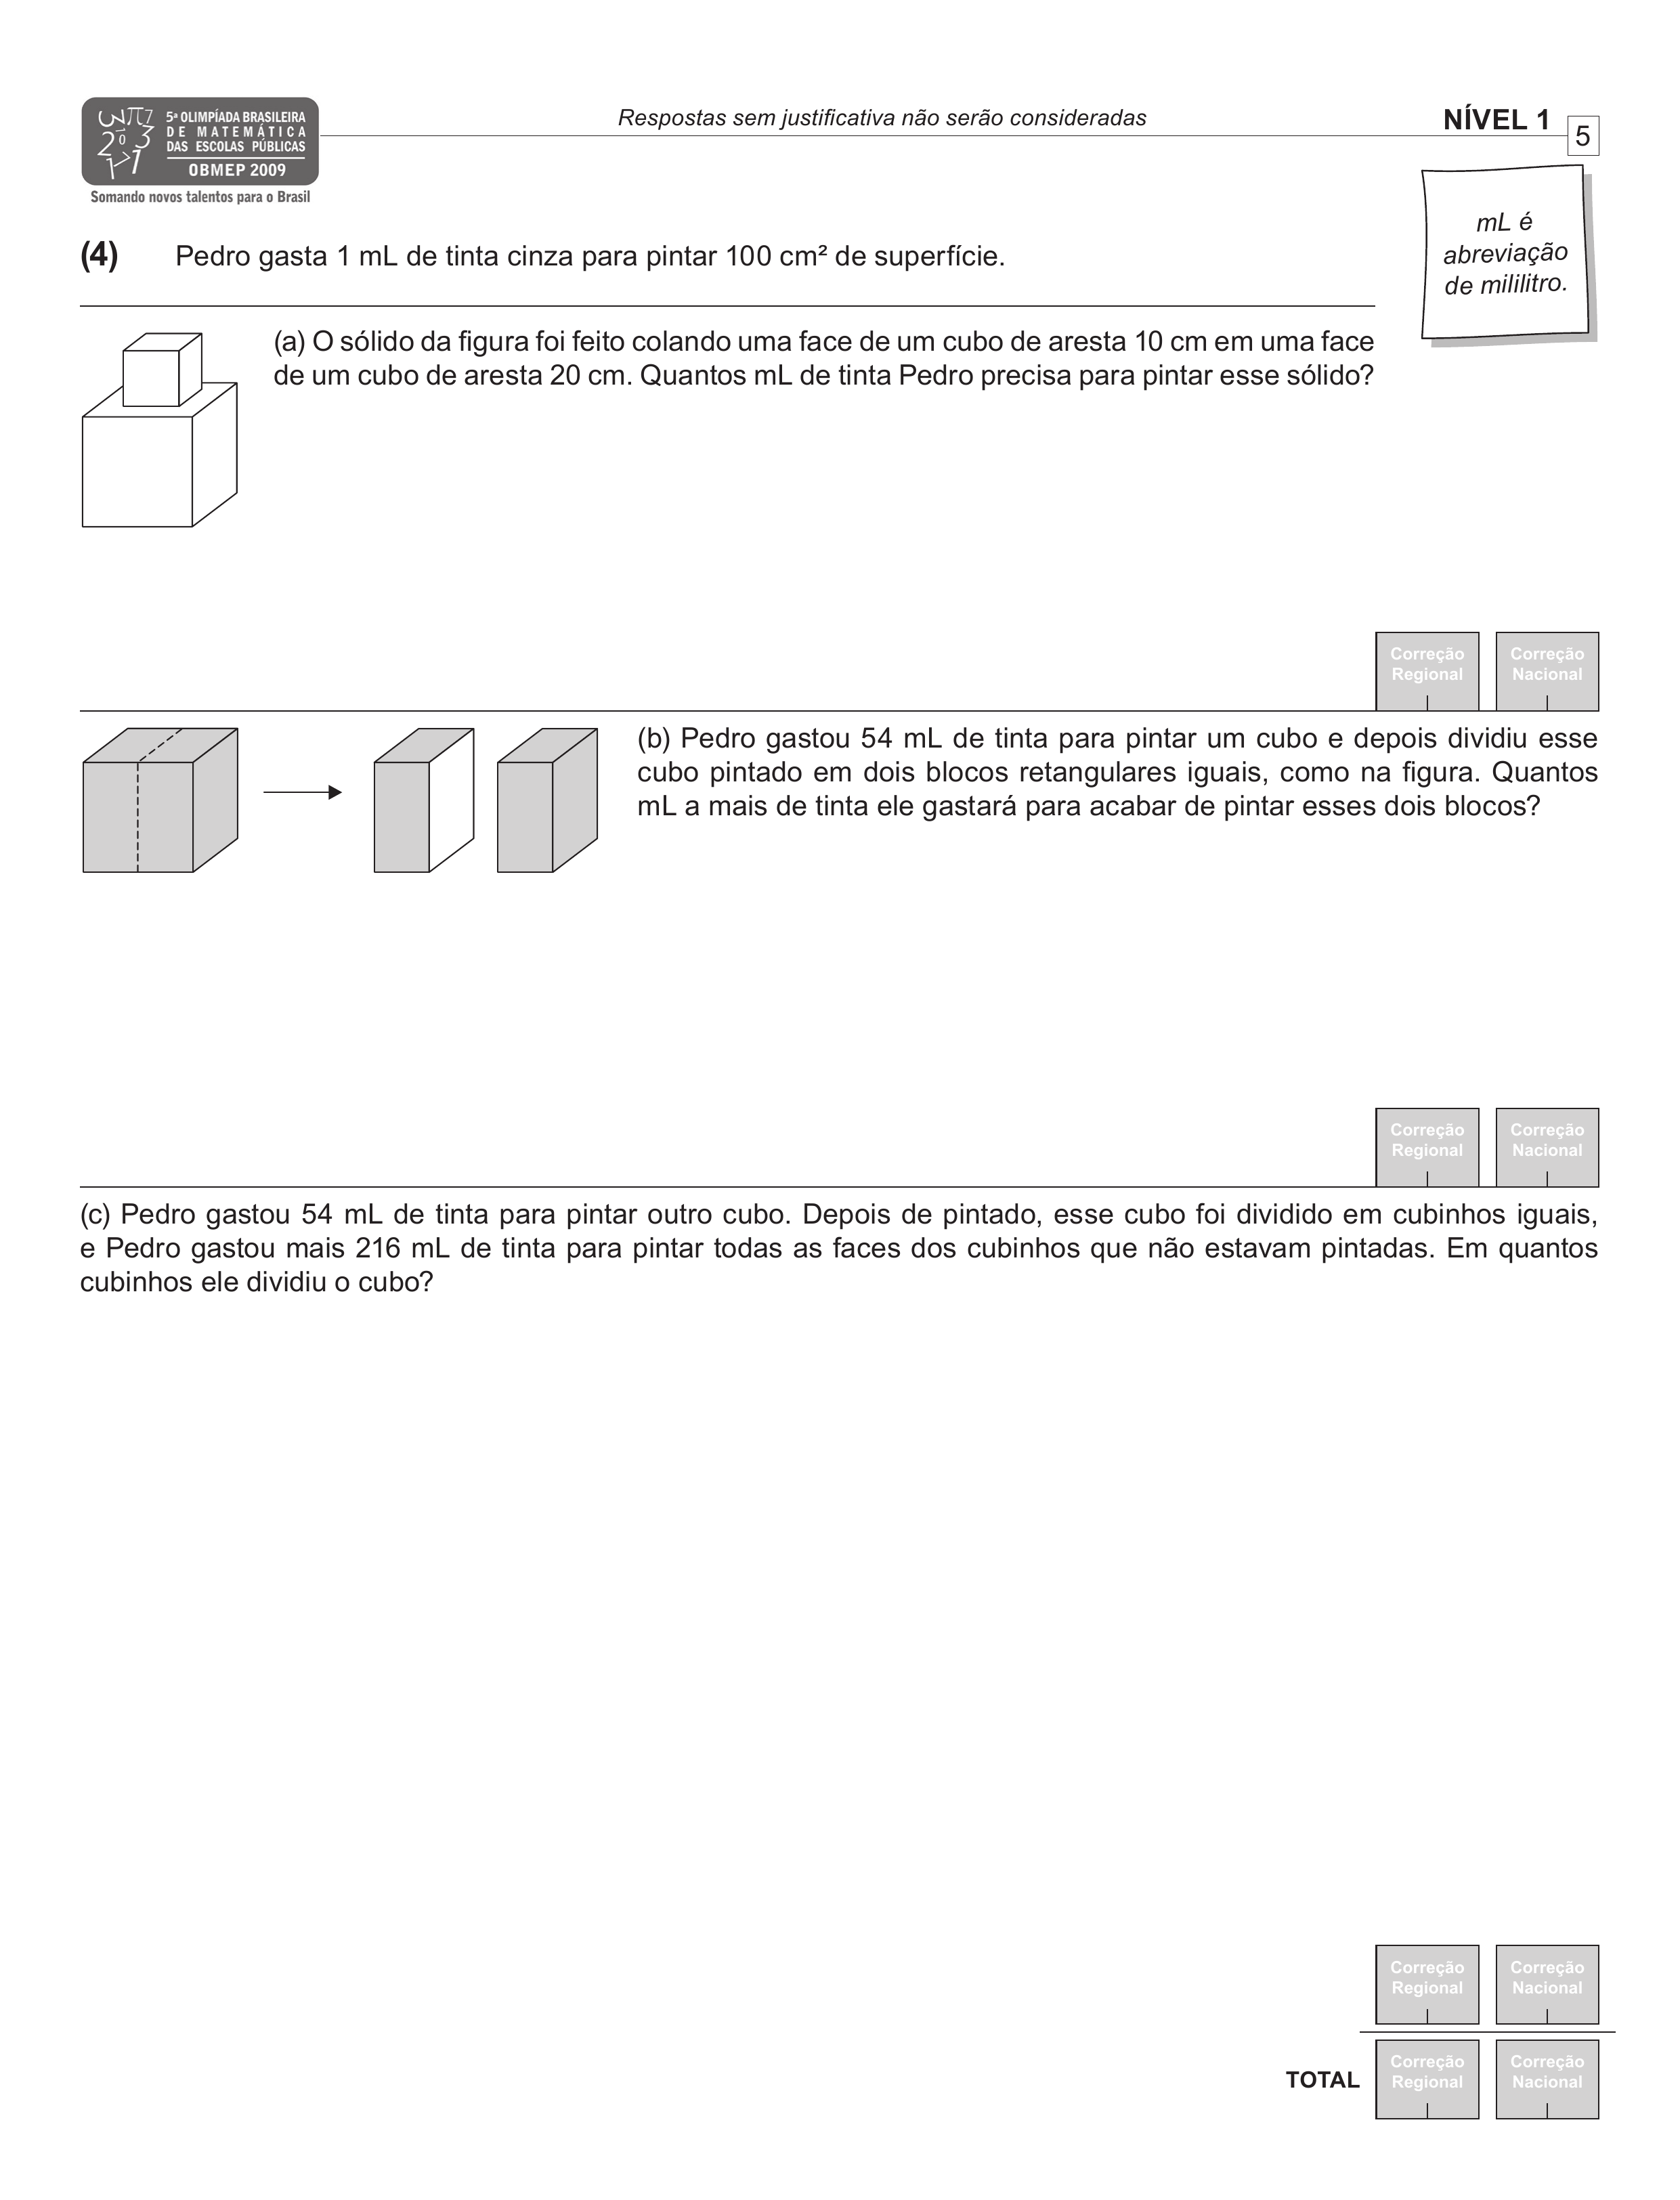 5ª OLIMPÍADA BRASILEIRA
DE MATEMÁTICA
DAS ESCOLAS PÚBLICAS
OBMEP 2009
Somando novos talentos para o Brasil
Respostas sem justificativa não serão consideradas
NÍVEL 1
5
mL é
abreviação
de mililitro.
(4) Pedro gasta 1 mL de tinta cinza para pintar 100 cm² de superfície.
(a) O sólido da figura foi feito colando uma face de um cubo de aresta 10 cm em uma face
de um cubo de aresta 20 cm. Quantos mL de tinta Pedro precisa para pintar esse sólido?
Correção
Regional
Correção
Nacional
(b) Pedro gastou 54 mL de tinta para pintar um cubo e depois dividiu esse
cubo pintado em dois blocos retangulares iguais, como na figura. Quantos
mL a mais de tinta ele gastará para acabar de pintar esses dois blocos?
Correção
Regional
Correção
Nacional
(c) Pedro gastou 54 mL de tinta para pintar outro cubo. Depois de pintado, esse cubo foi dividido em cubinhos iguais,
e Pedro gastou mais 216 mL de tinta para pintar todas as faces dos cubinhos que não estavam pintadas. Em quantos
cubinhos ele dividiu o cubo?
Correção
Regional
Correção
Nacional
TOTAL
Correção
Regional
Correção
Nacional